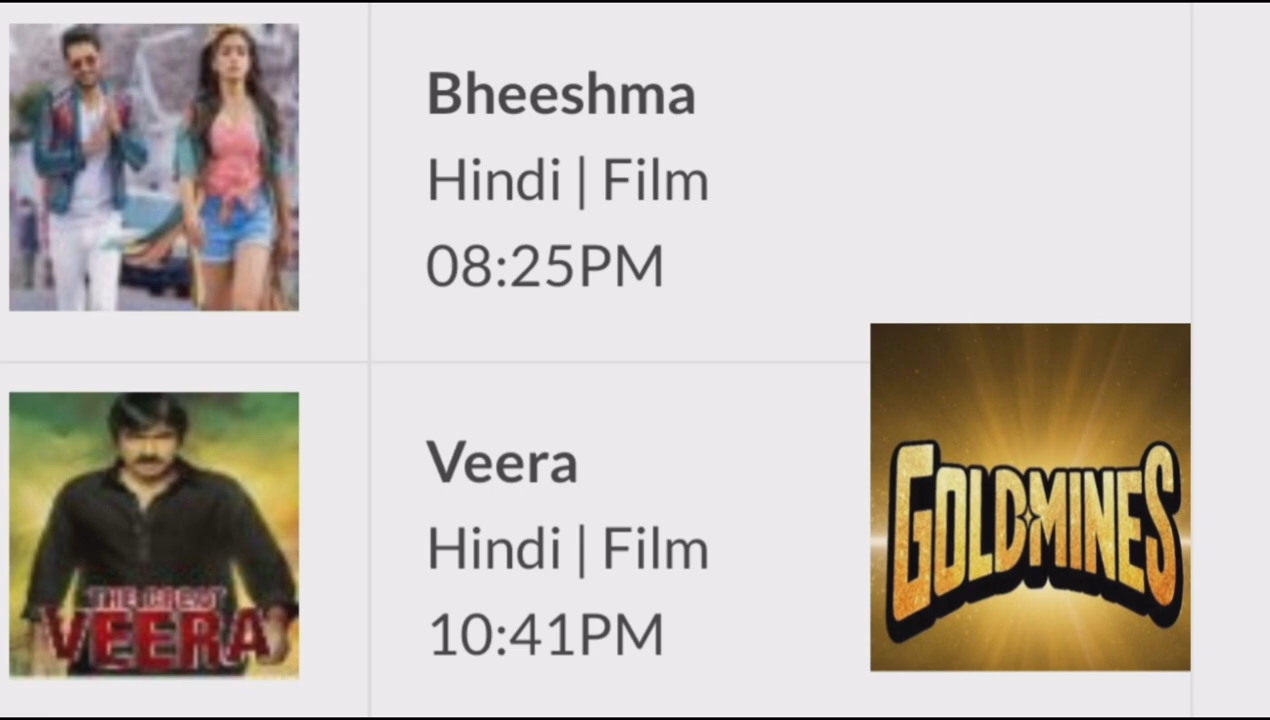 Bheeshma
Hindi | Film
08:25PM
Veera
Hindi | Film
10:41PM
THE GREAT
VEERA
GOLDMINES